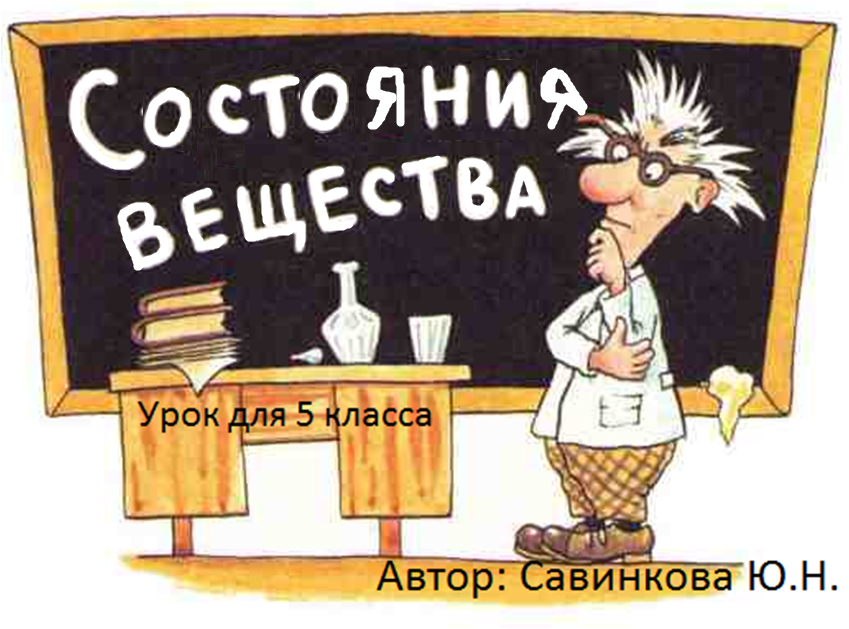 Состояния
вещества
Урок для 5 класса
Автор: Савинкова Ю.Н.